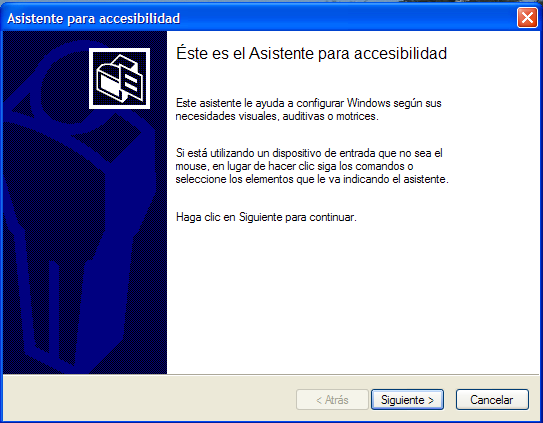 Asistente para accesibilidad
Éste es el Asistente para accesibilidad
Este asistente le ayuda a configurar Windows según sus
necesidades visuales, auditivas o motrices.
Si está utilizando un dispositivo de entrada que no sea el
mouse, en lugar de hacer clic siga los comandos o
seleccione los elementos que le va indicando el asistente.
Haga clic en Siguiente para continuar.
< Atrás
Siguiente >
Cancelar